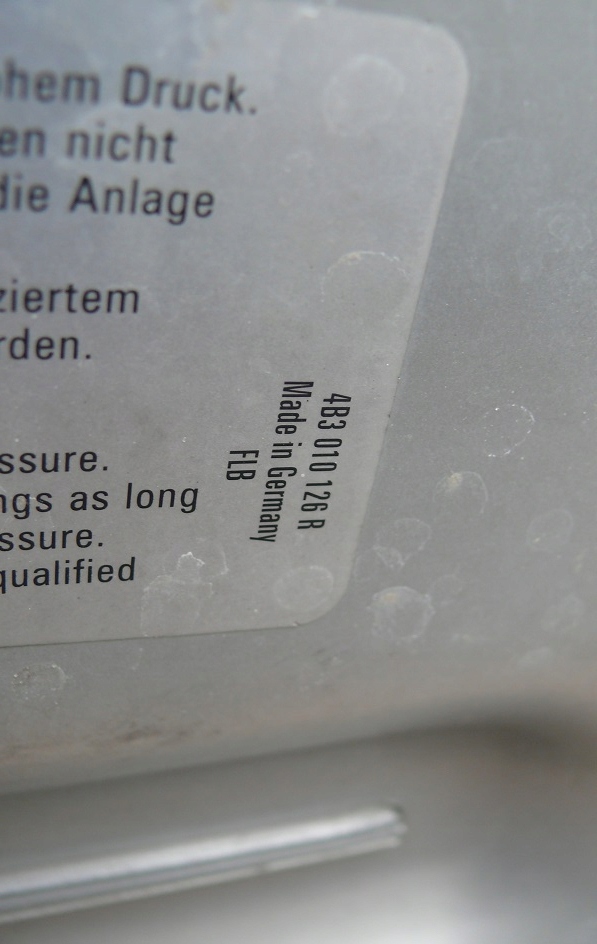 ohem Druck.
en nicht
die Anlage
ziertem
rden.
ssure.
ngs as long
ssure.
qualified
4B3 010 126 R
Made in Germany
FLB